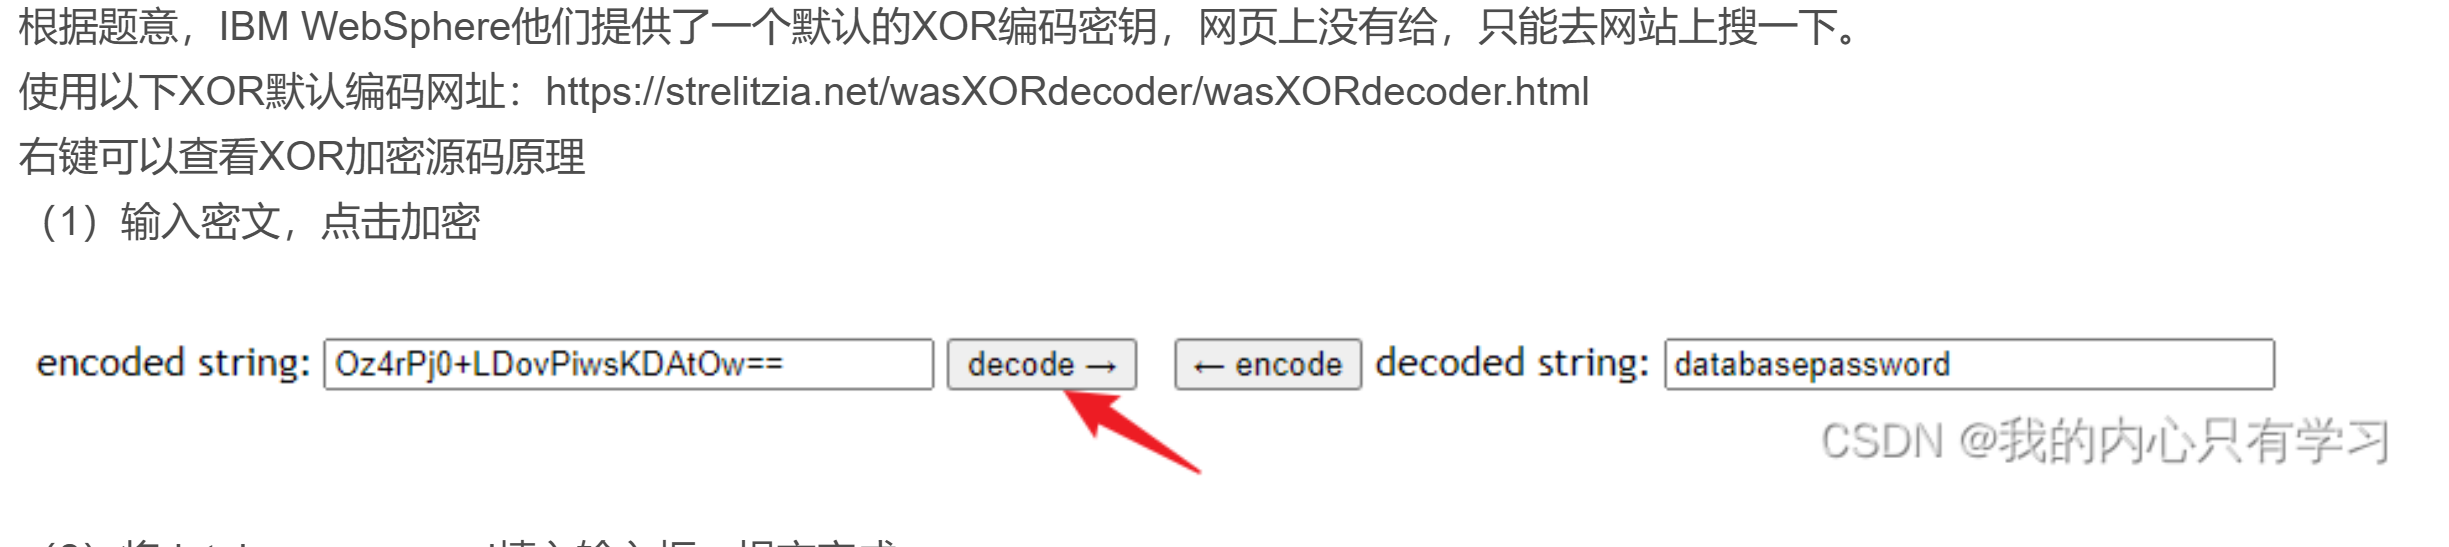 根据题意，IBM WebSphere他们提供了一个默认的XOR编码密钥，网页上没有给，只能去网站上搜一下。
使用以下XOR默认编码网址：https://strelitzia.net/wasXORdecoder/wasXORdecoder.html
右键可以查看XOR加密源码原理
（1）输入密文，点击加密
encoded string: Oz4rPj0+LDovPiwsKDAtOw== decode → ← encode decoded string: databasepassword
CSDN @我的内心只有学习